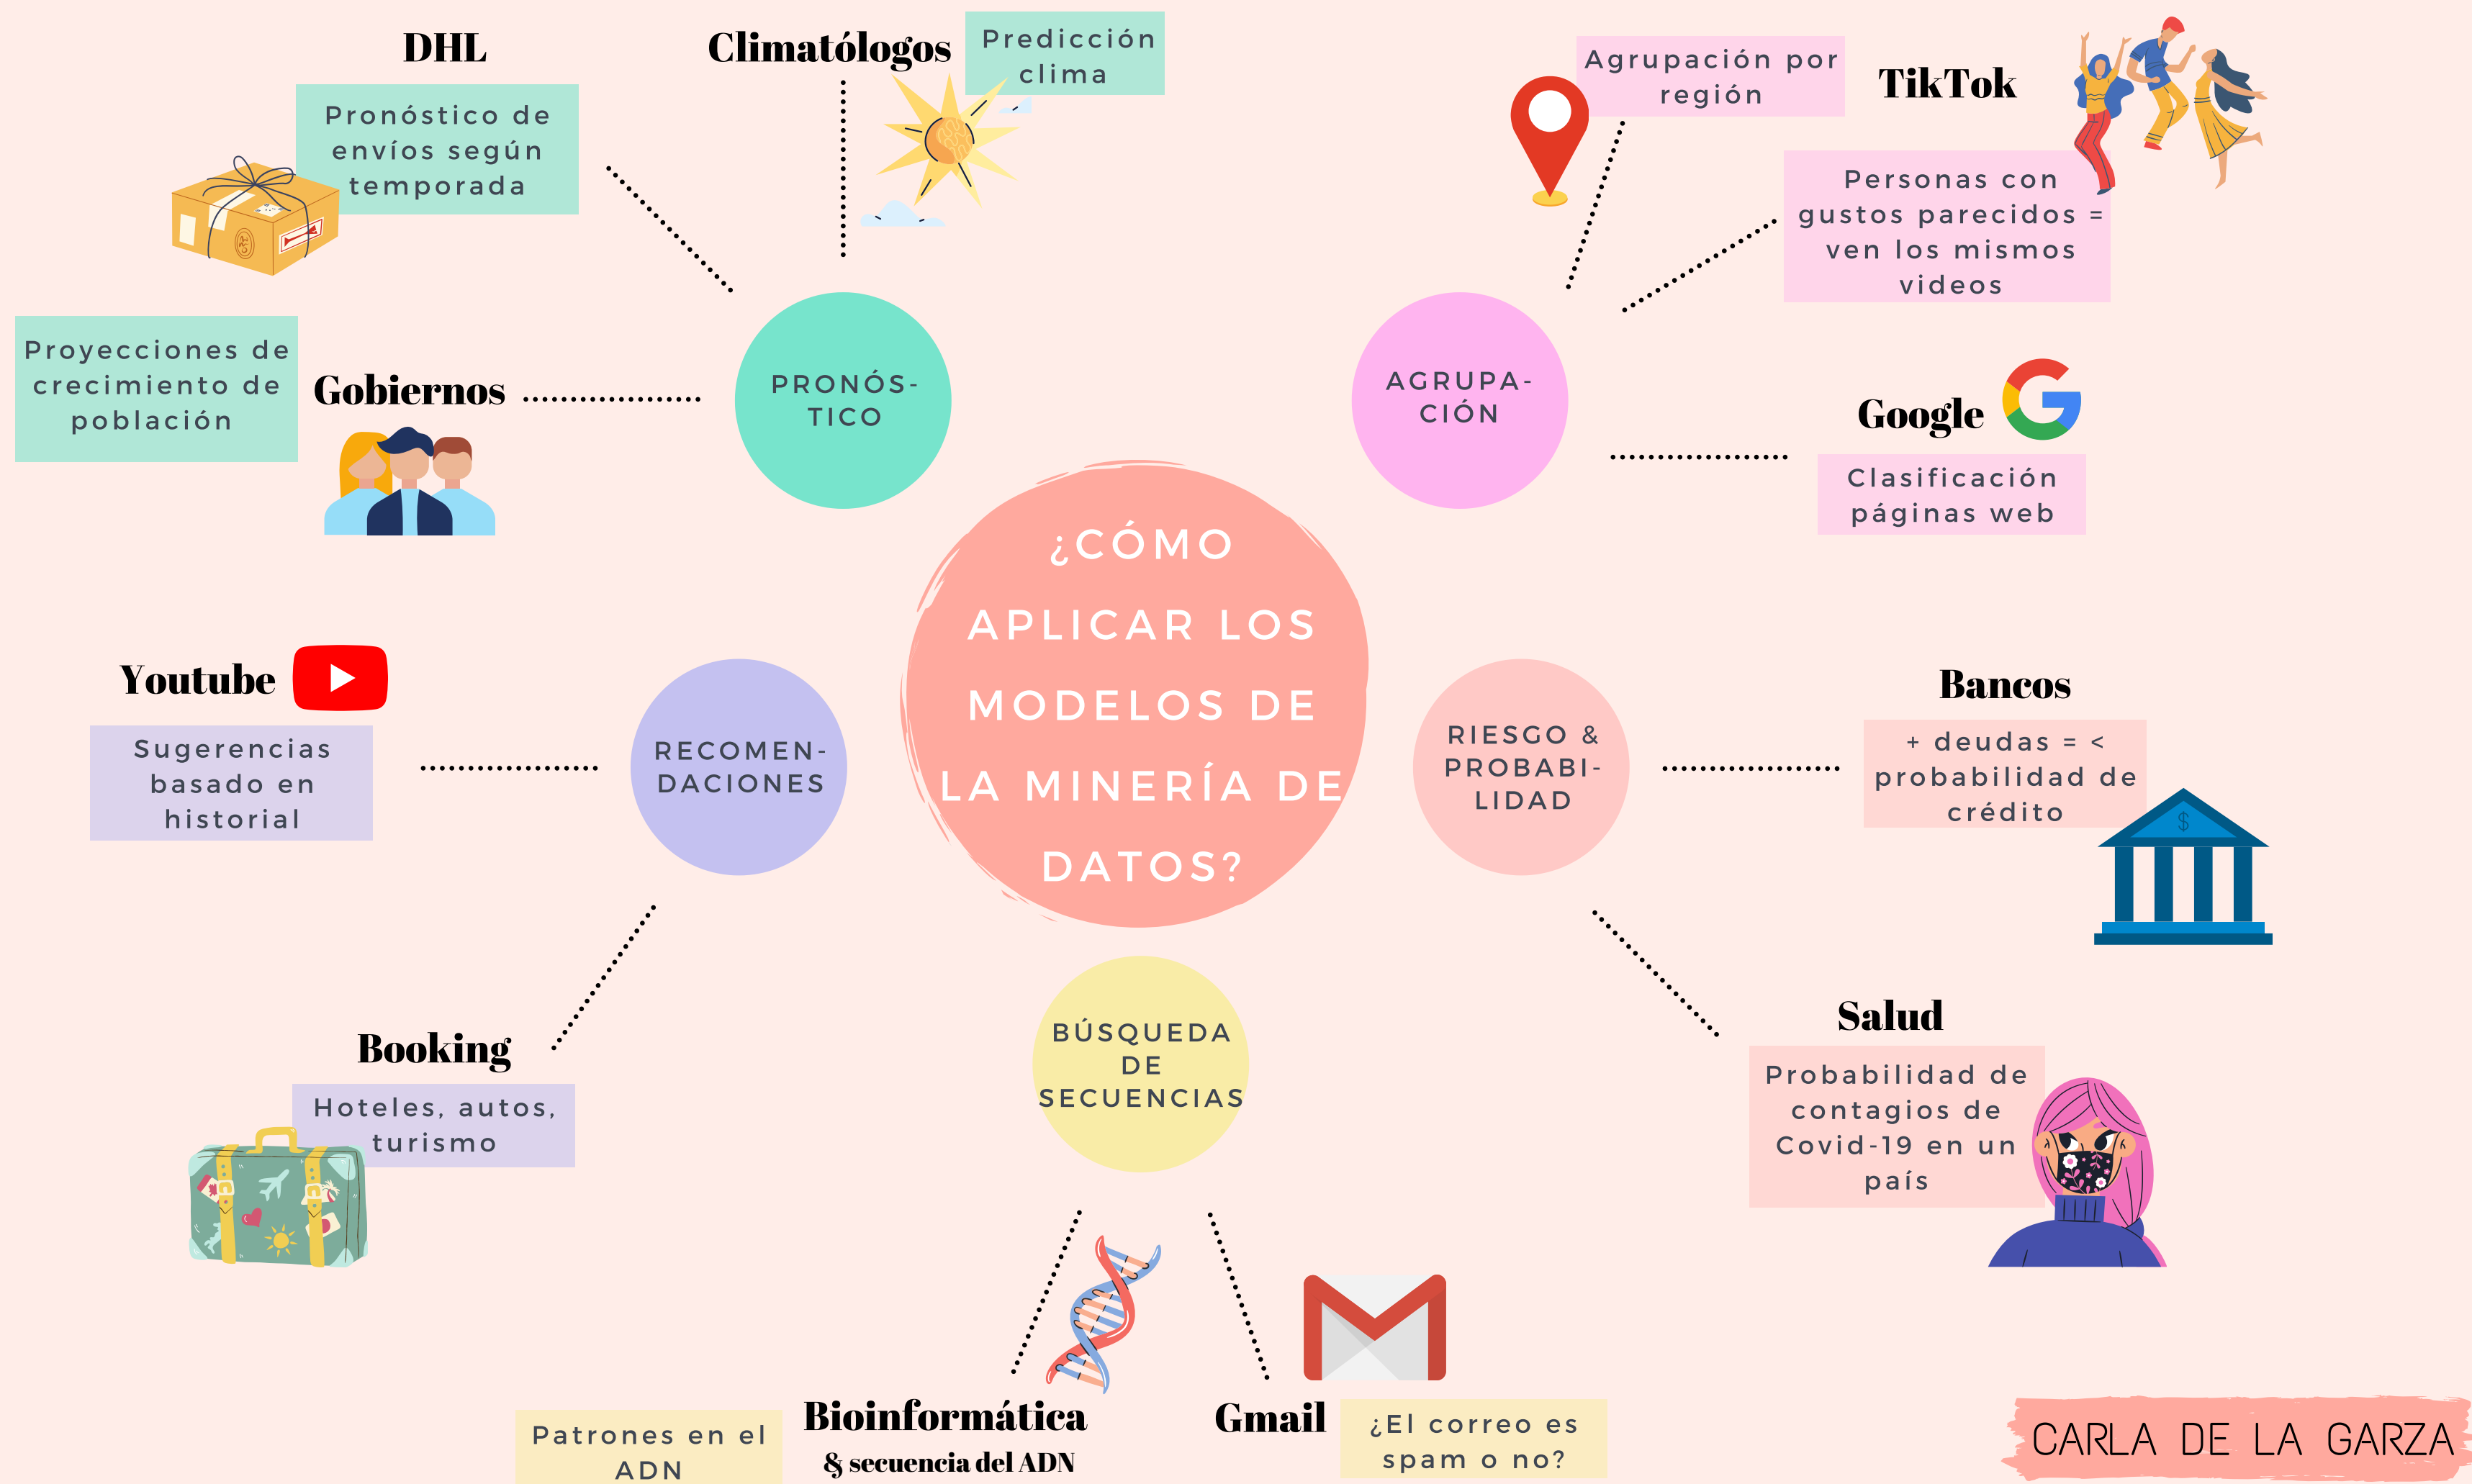 ¿CÓMO
APLICAR LOS
MODELOS DE
LA MINERÍA DE
DATOS?
PRONÓS-
TICO
DHL
Pronóstico de
envíos según
temporada
Climatólogos
Predicción
clima
Gobiernos
Proyecciones de
crecimiento de
población
AGRUPA-
CIÓN
Agrupación por
región
TikTok
Personas con
gustos parecidos =
ven los mismos
videos
Google
Clasificación
páginas web
RECOMEN-
DACIONES
Youtube
Sugerencias
basado en
historial
Booking
Hoteles, autos,
turismo
RIESGO &
PROBABI-
LIDAD
Bancos
+ deudas = <
probabilidad de
crédito
$
Salud
Probabilidad de
contagios de
Covid-19 en un
país
BÚSQUEDA
DE
SECUENCIAS
Bioinformática
& secuencia del ADN
Patrones en el
ADN
Gmail
¿El correo es
spam o no?
CARLA DE LA GARZA